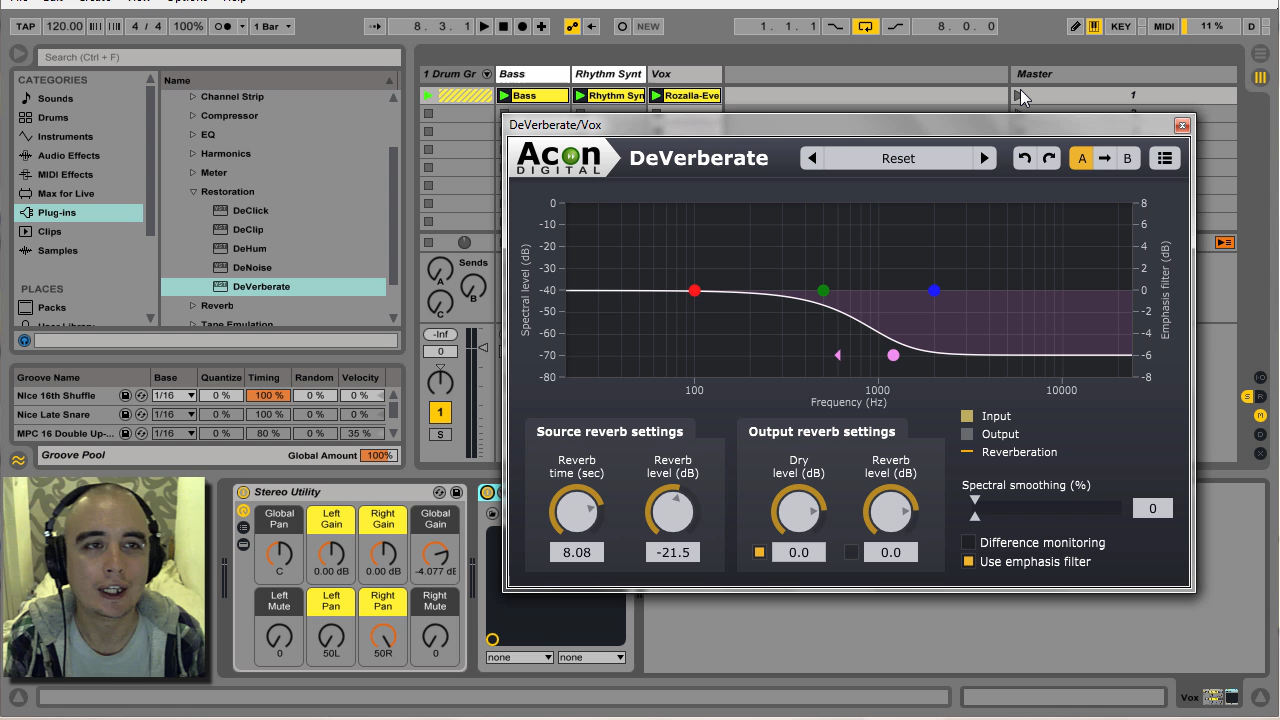 TAP 120.00 4 / 4 100% 1 Bar 8. 3. 1 NEW 1. 1. 1 8. 0. 0 KEY MIDI 11 % D
Search (Ctrl + F)
CATEGORIES
Sounds
Drums
Instruments
Audio Effects
MIDI Effects
Max for Live
Plug-ins
Clips
Samples
PLACES
Packs
Name
Channel Strip
Compressor
EQ
Harmonics
Meter
Restoration
DeClick
DeClip
DeHum
DeNoise
DeVerberate
Reverb
Tape Emulation
1 Drum Gr Bass Rhythm Synt Vox Master
Bass Rhythm Syn Rozalla-Eve 1
Sends
A
B
C
-Inf
0
1
S
DeVerberate/Vox
Acon
DIGITAL
DeVerberate
Reset
A B
Spectral level (dB)
0
-10
-20
-30
-40
-50
-60
-70
-80
8
6
4
2
0
-2
-4
-6
-8
Emphasis filter (dB)
100 1000 10000
Frequency (Hz)
Source reverb settings
Reverb time (sec)
8.08
Reverb level (dB)
-21.5
Output reverb settings
Dry level (dB)
0.0
Reverb level (dB)
0.0
Input
Output
Reverberation
Spectral smoothing (%)
0
Difference monitoring
Use emphasis filter
Groove Name Base Quantize Timing Random Velocity
NIce 16th Shuffle 1/16 0 % 100 % 0 % 0 %
Nice Late Snare 1/16 0 % 100 % 0 % 0 %
MPC 16 Double Up-... 1/16 0 % 80 % 0 % 35 %
Groove Pool Global Amount 100%
Stereo Utility
Global Pan
C
Left Gain
0.00 dB
Right Gain
0.00 dB
Global Gain
-4.077 dE
Left Mute
0
Left Pan
50L
Right Pan
50R
Right Mute
0
none none
Vox